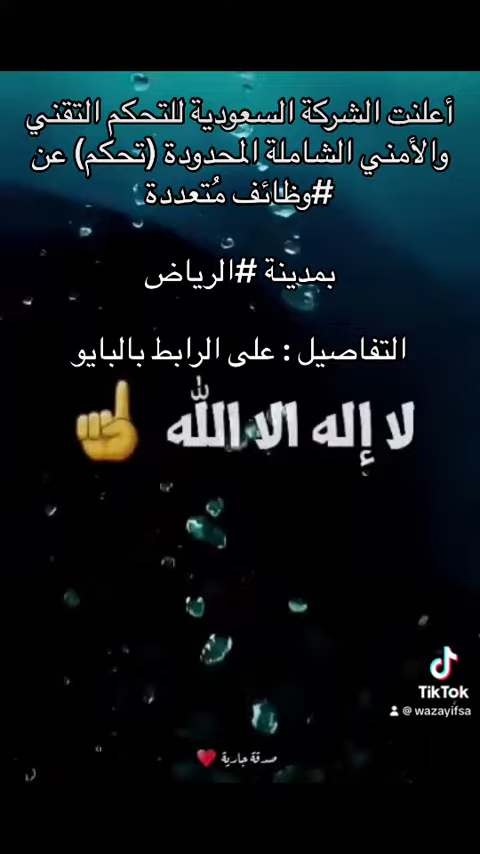 أعلنت الشركة السعودية للتحكم التقني
والأمني الشاملة المحدودة (تحكم) عن
#وظائف مُتعددة
بمدينة #الرياض
التفاصيل : على الرابط بالبايو
لا إله الا الله ☝️
TikTok
@ wazayifsa
صدقة جارية ♥️